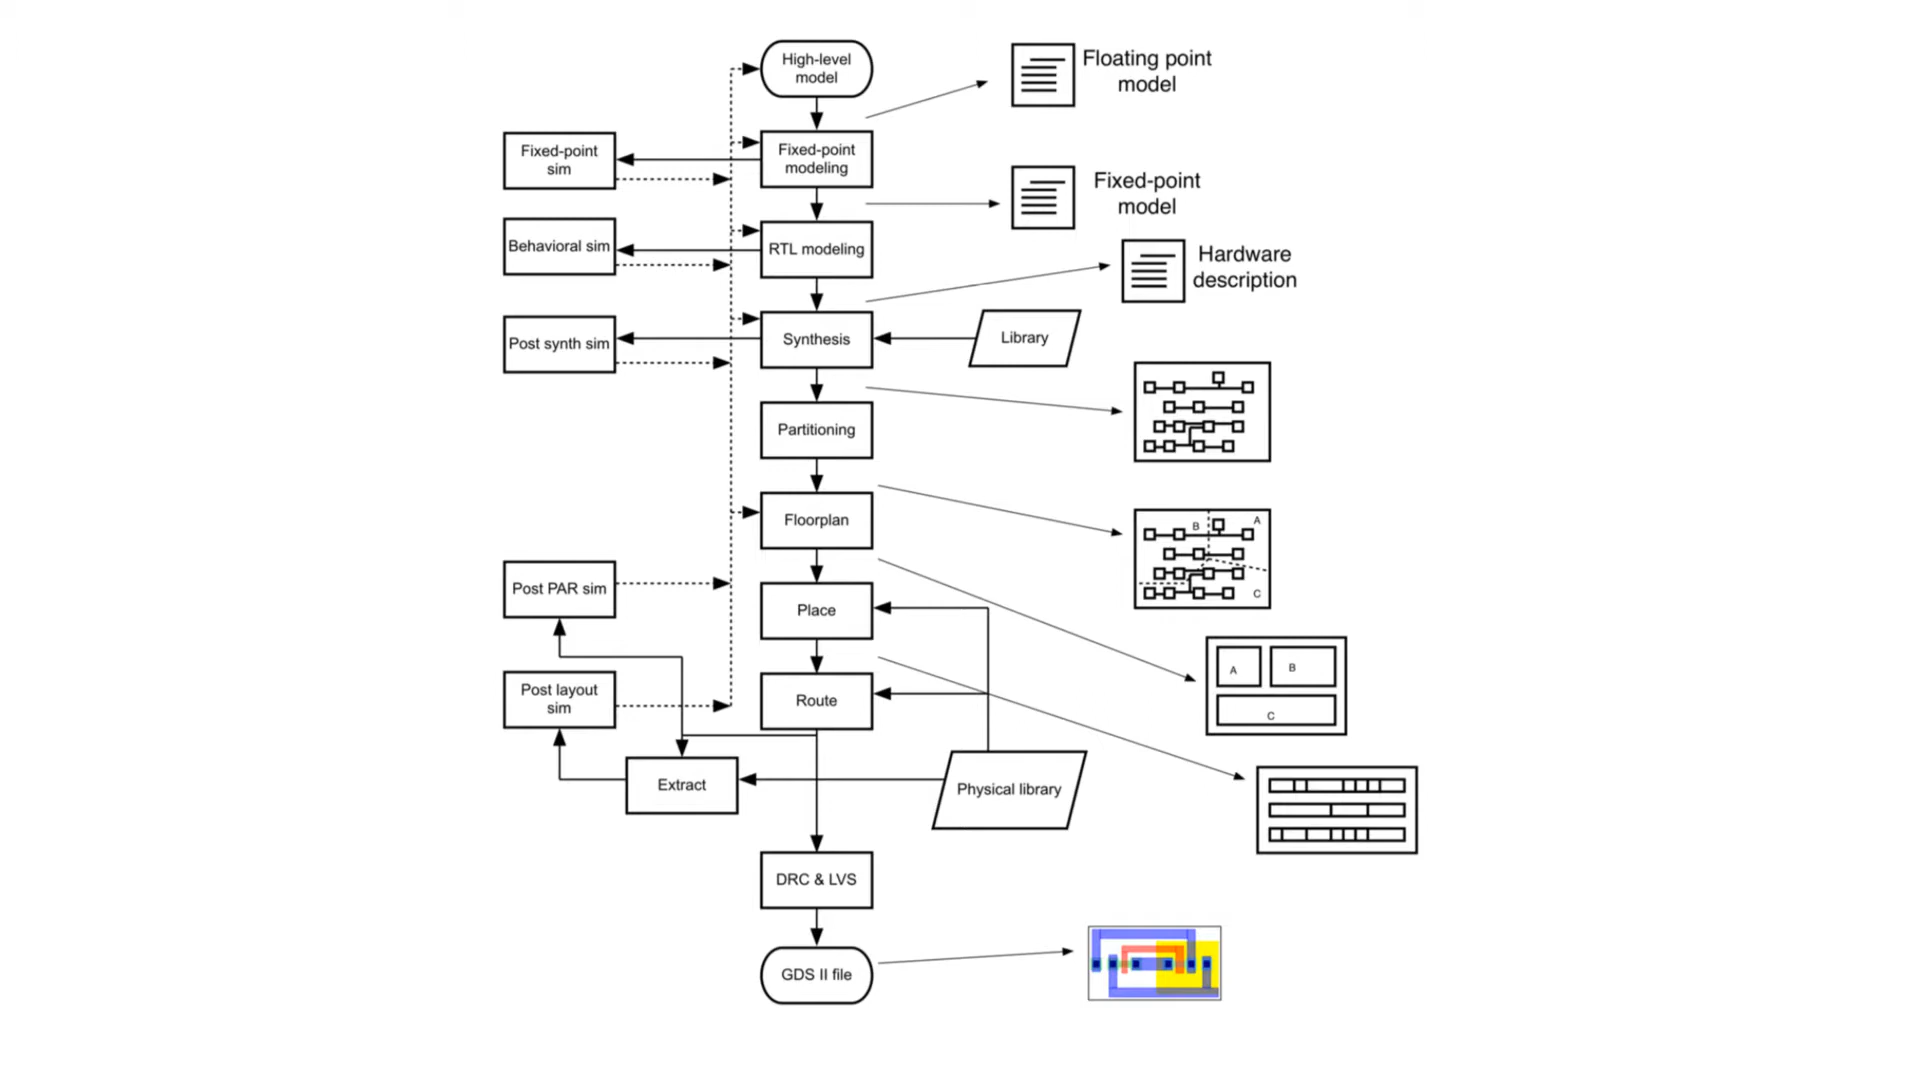 High-level
model
Floating point
model
Fixed-point
sim
Fixed-point
modeling
Fixed-point
model
Behavioral sim
RTL modeling
Hardware
description
Post synth sim
Synthesis
Library
Partitioning
Floorplan
B
A
C
Post PAR sim
Place
A
B
C
Post layout
sim
Route
Extract
Physical library
DRC & LVS
GDS II file